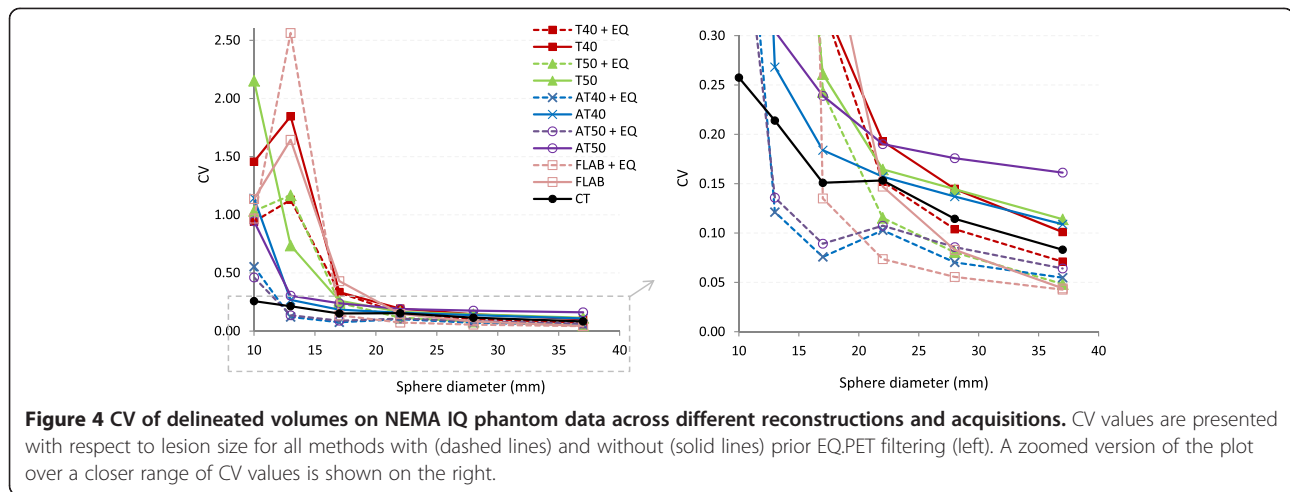 2.50
2.00
1.50
1.00
0.50
0.00
CV
10 15 20 25 30 35 40
Sphere diameter (mm)
T40 + EQ
T40
T50 + EQ
T50
AT40 + EQ
AT40
AT50 + EQ
AT50
FLAB + EQ
FLAB
CT
0.30
0.25
0.20
0.15
0.10
0.05
0.00
CV
10 15 20 25 30 35 40
Sphere diameter (mm)
Figure 4 CV of delineated volumes on NEMA IQ phantom data across different reconstructions and acquisitions. CV values are presented
with respect to lesion size for all methods with (dashed lines) and without (solid lines) prior EQ.PET filtering (left). A zoomed version of the plot
over a closer range of CV values is shown on the right.